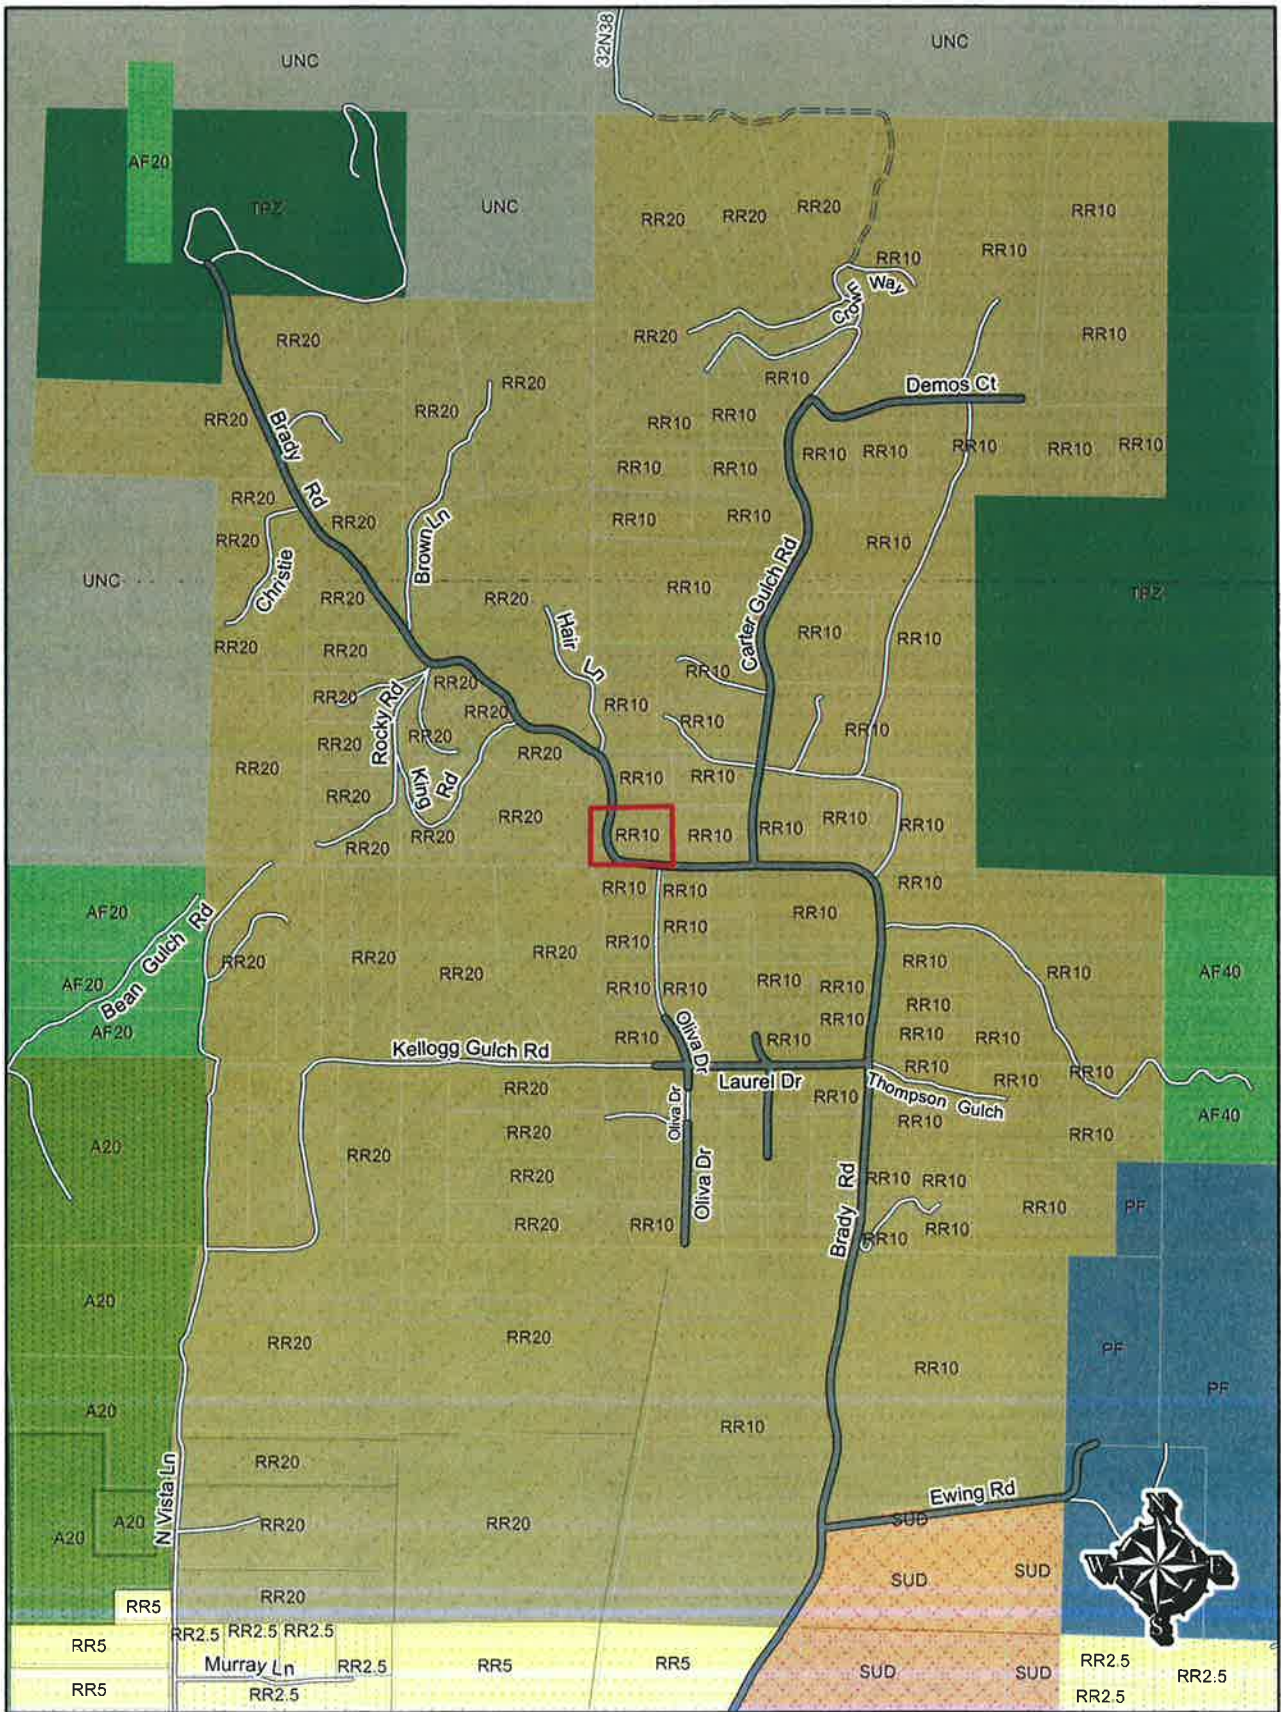 32N38
UNC
UNC
AF20
TPZ
UNC
RR20
RR20
RR20
RR10
RR10
RR10
Way
Crown
RR20
RR20
RR10
RR10
Demos Ct
RR20
RR20
RR20
Brady
RR10
RR10
RR10
RR10
RR10
RR10
RR10
RR10
RR10
RR20
Rd
RR20
RR10
RR10
RR20
Brown Ln
RR10
Christie
UNC
RR20
RR20
RR10
TPZ
Carter Gulch Rd
Hair
Ln
RR10
RR10
RR20
RR20
RR20
RR20
RR10
Rocky Rd
RR20
RR10
RR10
RR10
RR20
RR20
RR20
RR20
King
Rd
RR10
RR10
RR20
RR20
RR10
RR10
RR10
RR10
RR10
RR20
RR20
RR10
RR10
RR10
AF20
Bean Gulch Rd
RR10
RR10
RR10
RR20
RR20
RR20
RR20
RR10
RR10
AF40
AF20
RR10
RR10
RR10
RR10
RR10
AF20
RR10
RR10
RR10
RR10
RR10
Oliva Dr
Kellogg Gulch Rd
RR10
RR10
RR10
Laurel Dr
RR20
RR10
Thompson Gulch
RR10
RR10
AF40
Oliva Dr
RR20
RR10
A20
RR20
RR20
Oliva Dr
RR10
RR10
RR10
PF
RR20
RR10
Brady Rd
RR10
RR10
A20
RR20
RR20
RR10
PF
PF
A20
RR10
N Vista Ln
RR20
Ewing Rd
A20
A20
RR20
RR20
SUD
N
W
E
S
SUD
SUD
RR5
RR20
RR5
RR2.5
RR2.5
RR2.5
Murray Ln
RR2.5
RR5
RR5
SUD
SUD
RR2.5
RR2.5
RR5
RR2.5
RR2.5